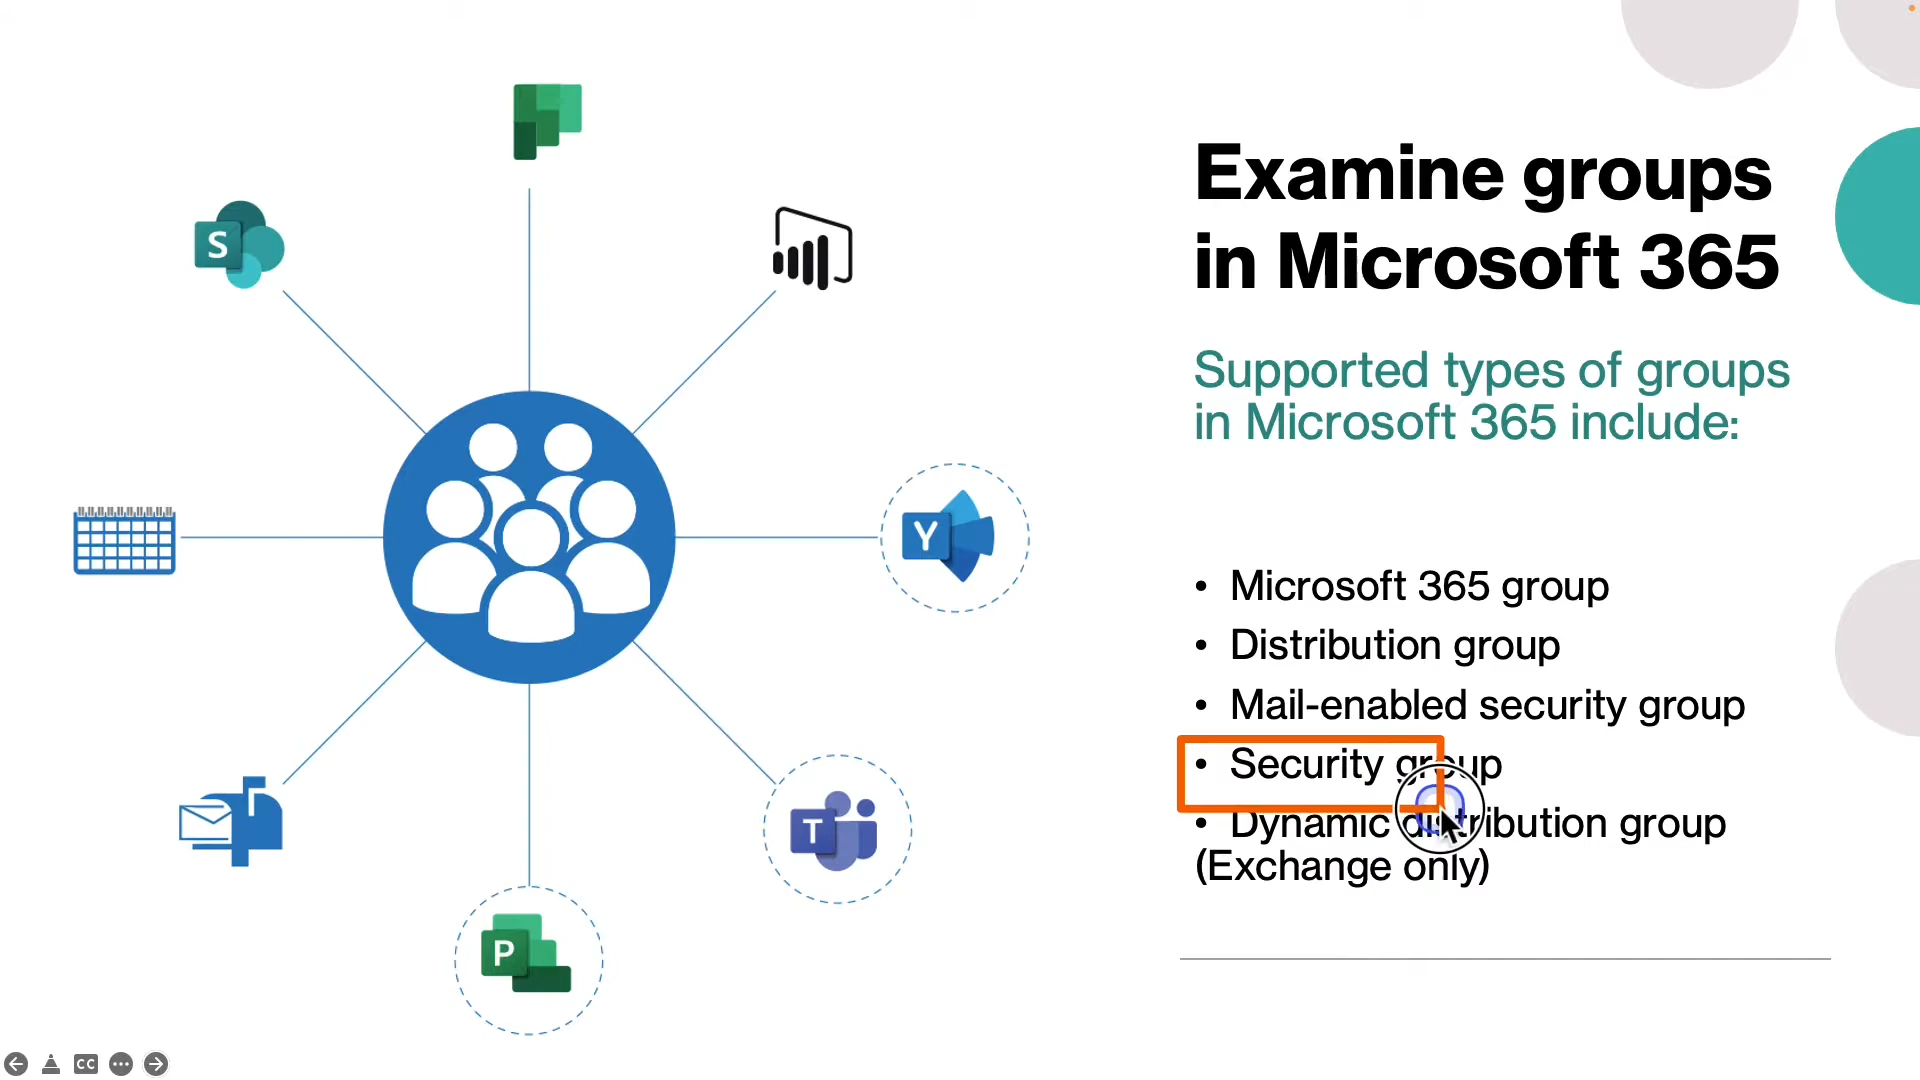 Examine groups
in Microsoft 365
Supported types of groups
in Microsoft 365 include:
• Microsoft 365 group
• Distribution group
• Mail-enabled security group
• Security group
• Dynamic distribution group
(Exchange only)
S
Y
T
P
CC